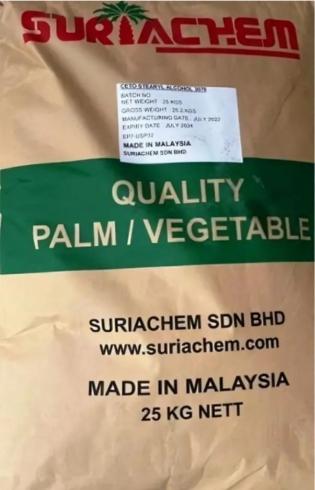 SURIACHEM
CETO STEARYL ALCOHOL 3070
BATCH NO
NET WEIGHT : 25 KGS
GROSS WEIGHT : 25.2 KGS
MANUFACTURING DATE : JULY 2022
EXPIRY DATE : JULY 2024
MADE IN MALAYSIA
SURIACHEM SDN BHD
QUALITY
PALM / VEGETABLE
SURIACHEM SDN BHD
www.suriachem.com
MADE IN MALAYSIA
25 KG NETT